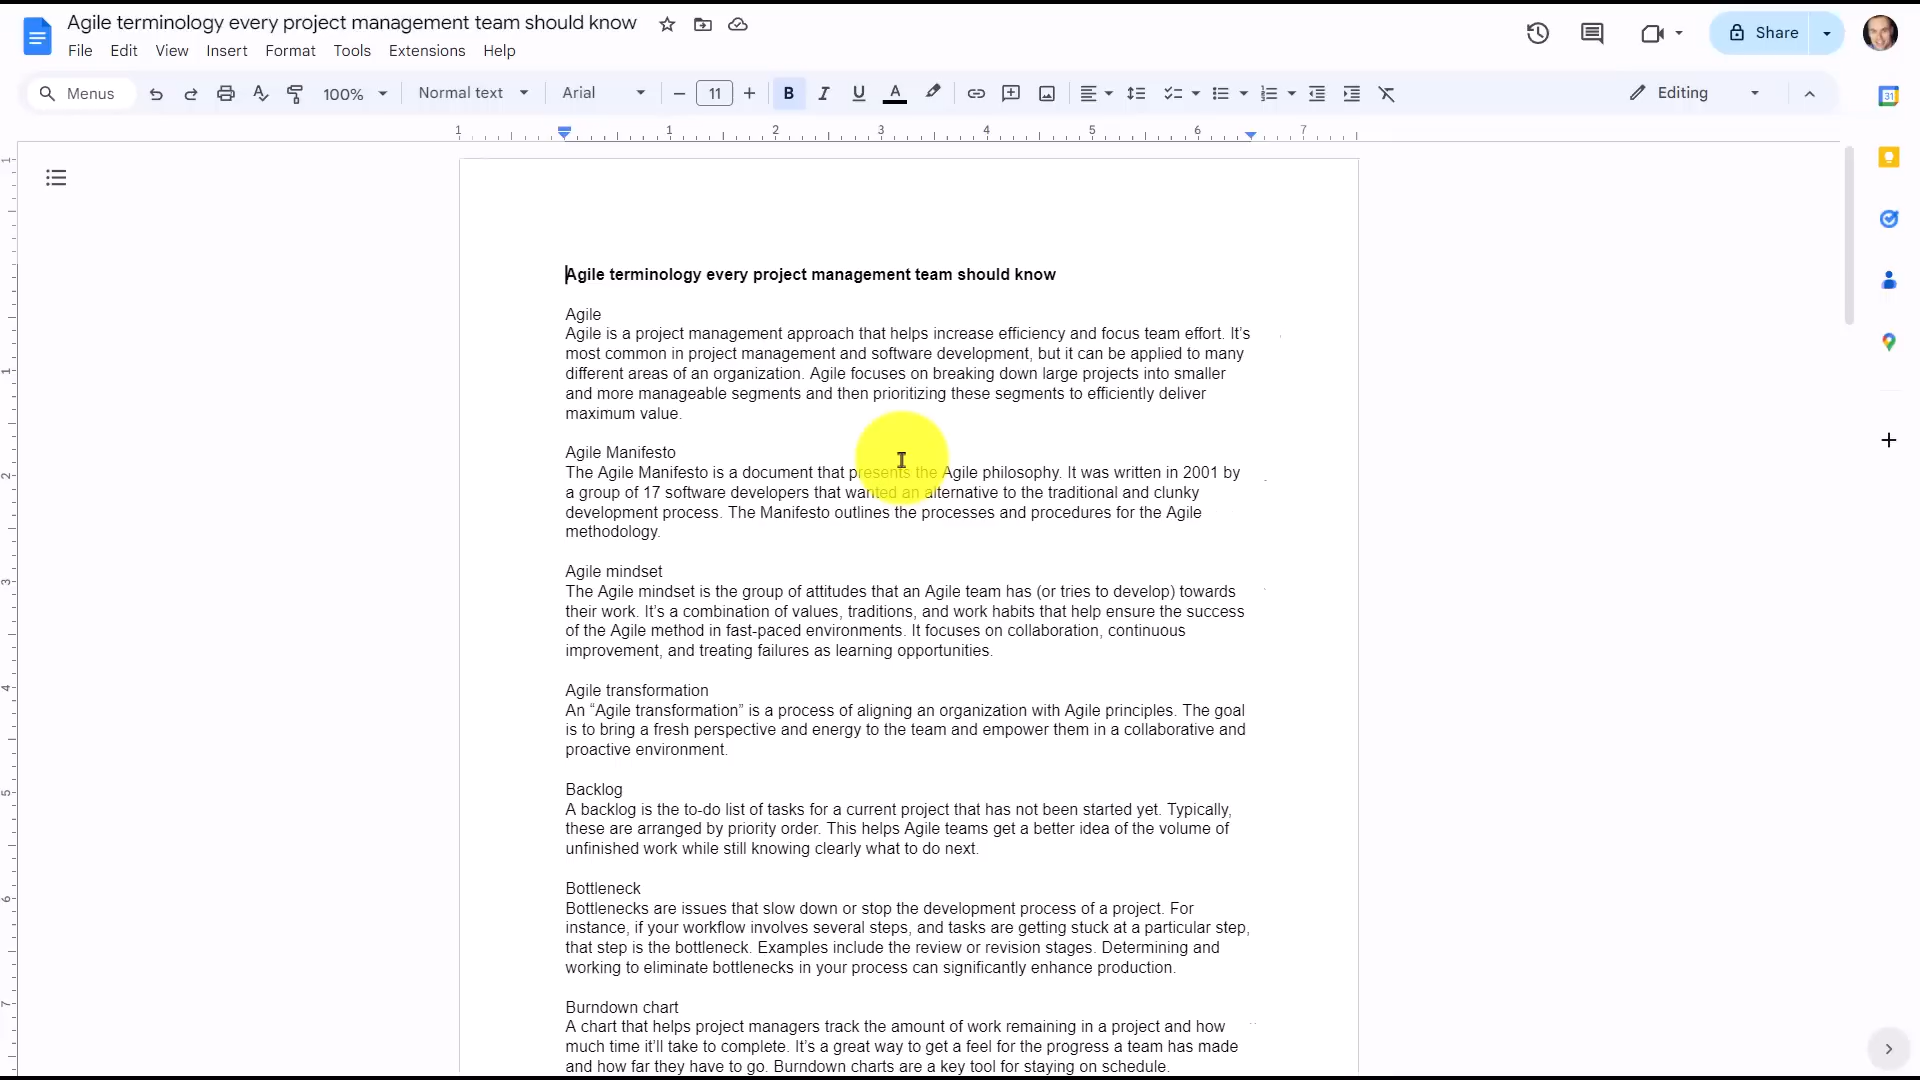 Agile terminology every project management team should know
File Edit View Insert Format Tools Extensions Help
Share
Menus 100% Normal text Arial 11 B I U A Editing
1 1 2 3 4 5 6 7
Agile terminology every project management team should know
Agile
Agile is a project management approach that helps increase efficiency and focus team effort. It’s
most common in project management and software development, but it can be applied to many
different areas of an organization. Agile focuses on breaking down large projects into smaller
and more manageable segments and then prioritizing these segments to efficiently deliver
maximum value.
Agile Manifesto
The Agile Manifesto is a document that presents the Agile philosophy. It was written in 2001 by
a group of 17 software developers that wanted an alternative to the traditional and clunky
development process. The Manifesto outlines the processes and procedures for the Agile
methodology.
Agile mindset
The Agile mindset is the group of attitudes that an Agile team has (or tries to develop) towards
their work. It’s a combination of values, traditions, and work habits that help ensure the success
of the Agile method in fast-paced environments. It focuses on collaboration, continuous
improvement, and treating failures as learning opportunities.
Agile transformation
An “Agile transformation” is a process of aligning an organization with Agile principles. The goal
is to bring a fresh perspective and energy to the team and empower them in a collaborative and
proactive environment.
Backlog
A backlog is the to-do list of tasks for a current project that has not been started yet. Typically,
these are arranged by priority order. This helps Agile teams get a better idea of the volume of
unfinished work while still knowing clearly what to do next.
Bottleneck
Bottlenecks are issues that slow down or stop the development process of a project. For
instance, if your workflow involves several steps, and tasks are getting stuck at a particular step,
that step is the bottleneck. Examples include the review or revision stages. Determining and
working to eliminate bottlenecks in your process can significantly enhance production.
Burndown chart
A chart that helps project managers track the amount of work remaining in a project and how
much time it’ll take to complete. It’s a great way to get a feel for the progress a team has made
and how far they have to go. Burndown charts are a key tool for staying on schedule.